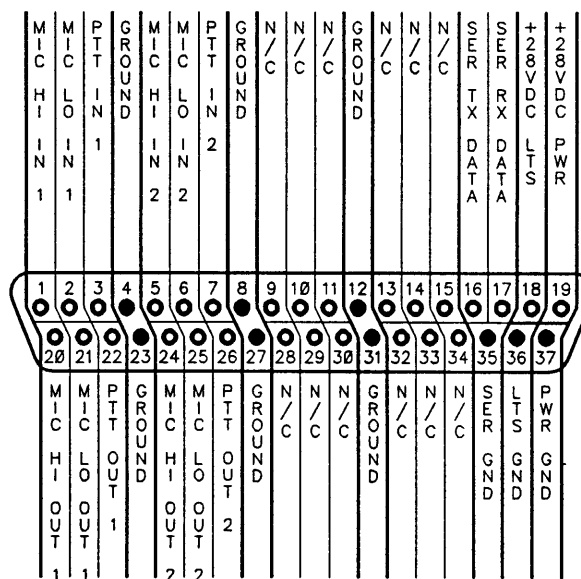 MIC HI IN 1
MIC LO IN 1
PTT IN 1
GROUND
MIC HI IN 2
MIC LO IN 2
PTT IN 2
GROUND
N/C
N/C
N/C
GROUND
N/C
N/C
N/C
SER TX DATA
SER RX DATA
+28VDC LTS
+28VDC PWR
1 2 3 4 5 6 7 8 9 10 11 12 13 14 15 16 17 18 19
20 21 22 23 24 25 26 27 28 29 30 31 32 33 34 35 36 37
MIC HI OUT 1
MIC LO OUT 1
PTT OUT 1
GROUND
MIC HI OUT 2
MIC LO OUT 2
PTT OUT 2
GROUND
N/C
N/C
N/C
GROUND
N/C
N/C
N/C
SER GND
LTS GND
PWR GND